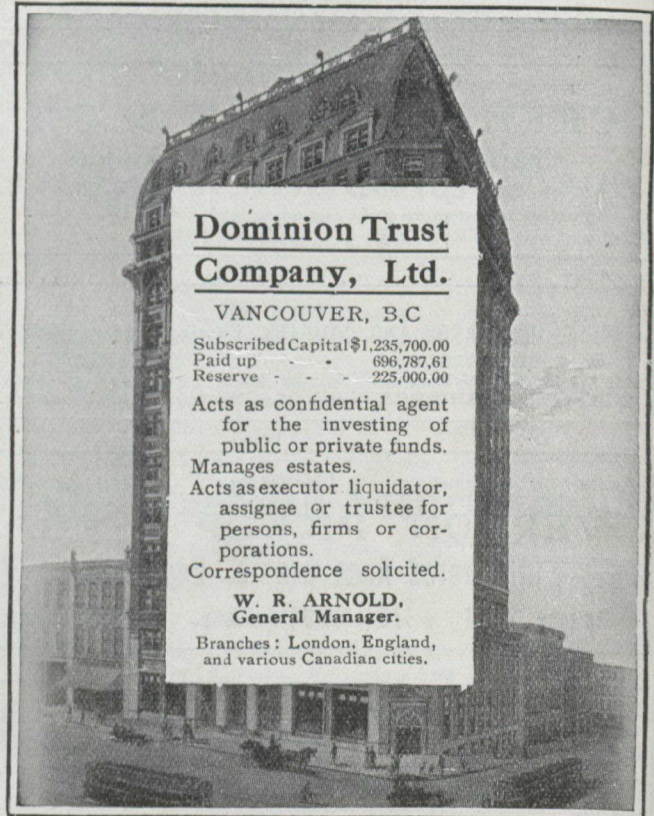 Dominion Trust
Company, Ltd.
VANCOUVER, B.C
Subscribed Capital $1,235,700.00
Paid up - - 696,787,61
Reserve - - - 225,000.00
Acts as confidential agent
for the investing of
public or private funds.
Manages estates.
Acts as executor liquidator,
assignee or trustee for
persons, firms or cor-
porations.
Correspondence solicited.
W. R. ARNOLD,
General Manager.
Branches : London, England,
and various Canadian cities.